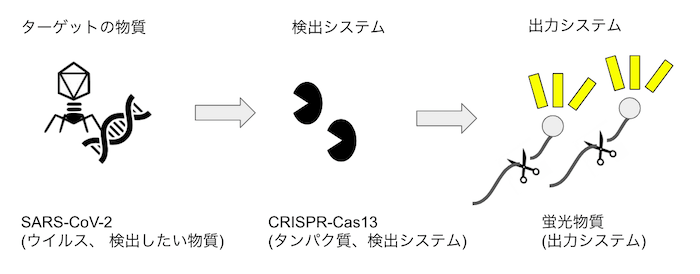 ターゲットの物質
検出システム
出力システム
SARS-CoV-2
(ウイルス、 検出したい物質)
CRISPR-Cas13
(タンパク質、検出システム)
蛍光物質
(出力システム)